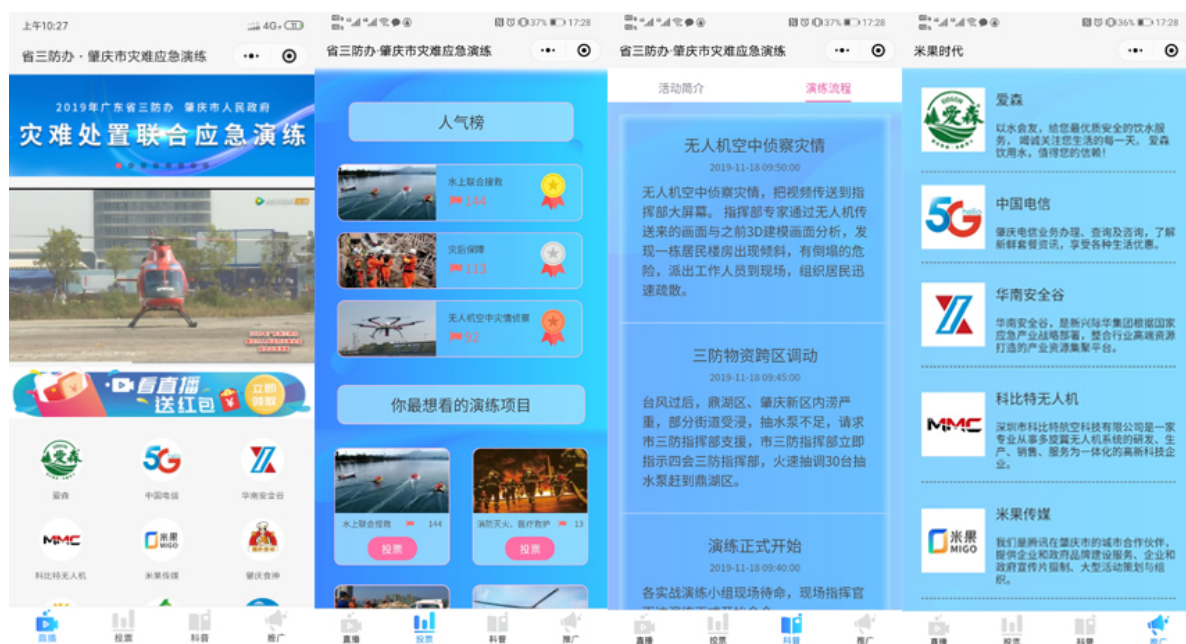 上午10:27
4G
省三防办·肇庆市灾难应急演练
2019年广东省三防办 肇庆市人民政府
灾难处置联合应急演练
看直播
送红包
立即
领取
爱森
中国电信
华南安全谷
MMC
米果
MIGO
科比特无人机
米果传媒
肇庆食神
直播
投票
科普
推广
37% 17:28
省三防办·肇庆市灾难应急演练
人气榜
水上联合搜救
144
灾后保障
113
无人机空中灾情侦察
92
你最想看的演练项目
水上联合搜救 144
消防灭火、医疗救护 13
投票
投票
直播
投票
科普
推广
37% 17:28
省三防办·肇庆市灾难应急演练
活动简介
演练流程
无人机空中侦察灾情
2019-11-18 09:50:00
无人机空中侦察灾情，把视频传送到指
挥部大屏幕。 指挥部专家通过无人机传
送来的画面与之前3D建模画面分析，发
现一栋居民楼房出现倾斜，有倒塌的危
险，派出工作人员到现场，组织居民迅
速疏散。
三防物资跨区调动
2019-11-18 09:45:00
台风过后，鼎湖区、肇庆新区内涝严
重，部分街道受浸，抽水泵不足，请求
市三防指挥部支援，市三防指挥部立即
指示四会三防指挥部，火速抽调30台抽
水泵赶到鼎湖区。
演练正式开始
2019-11-18 09:40:00
各实战演练小组现场待命，现场指挥官
直播
投票
科普
推广
36% 17:28
米果时代
爱森
爱森
以水会友，给您最优质安全的饮水服
务， 竭诚关注您生活的每一天。 爱森
饮用水，值得您的信赖！
5G
hello
中国电信
肇庆电信业务办理、查询及咨询，了解
新鲜套餐资讯，享受各种生活优惠。
华南安全谷
华南安全谷，是新兴际华集团根据国家
应急产业战略部署，整合行业高端资源
打造的产业资源集聚平台。
MMC
科比特无人机
深圳市科比特航空科技有限公司是一家
专业从事多旋翼无人机系统的研发、生
产、销售、服务为一体化的高新科技企
业。
米果
MIGO
米果传媒
我们是腾讯在肇庆市的城市合作伙伴，
提供企业和政府品牌建设服务、企业和
政府宣传片摄制、大型活动策划与组
织。
直播
投票
科普
推广